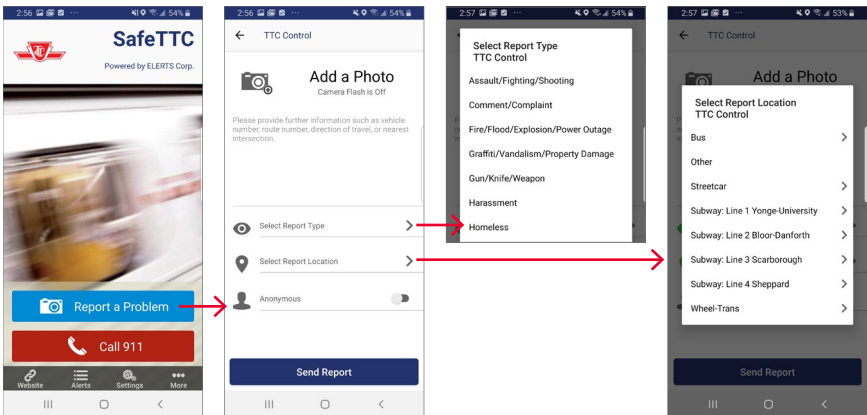 2:56 54%
TTC
SafeTTC
Powered by ELERTS Corp.
Report a Problem
Call 911
Website Alerts Settings More
2:56 54%
TTC Control
Add a Photo
Camera Flash is Off
Please provide further information such as vehicle
number, route number, direction of travel, or nearest
intersection.
Select Report Type
Select Report Location
Anonymous
Send Report
2:57 54%
Select Report Type
TTC Control
Assault/Fighting/Shooting
Comment/Complaint
Fire/Flood/Explosion/Power Outage
Graffiti/Vandalism/Property Damage
Gun/Knife/Weapon
Harassment
Homeless
2:57 53%
TTC Control
Add a Photo
Select Report Location
TTC Control
Bus
Other
Streetcar
Subway: Line 1 Yonge-University
Subway: Line 2 Bloor-Danforth
Subway: Line 3 Scarborough
Subway: Line 4 Sheppard
Wheel-Trans
Send Report